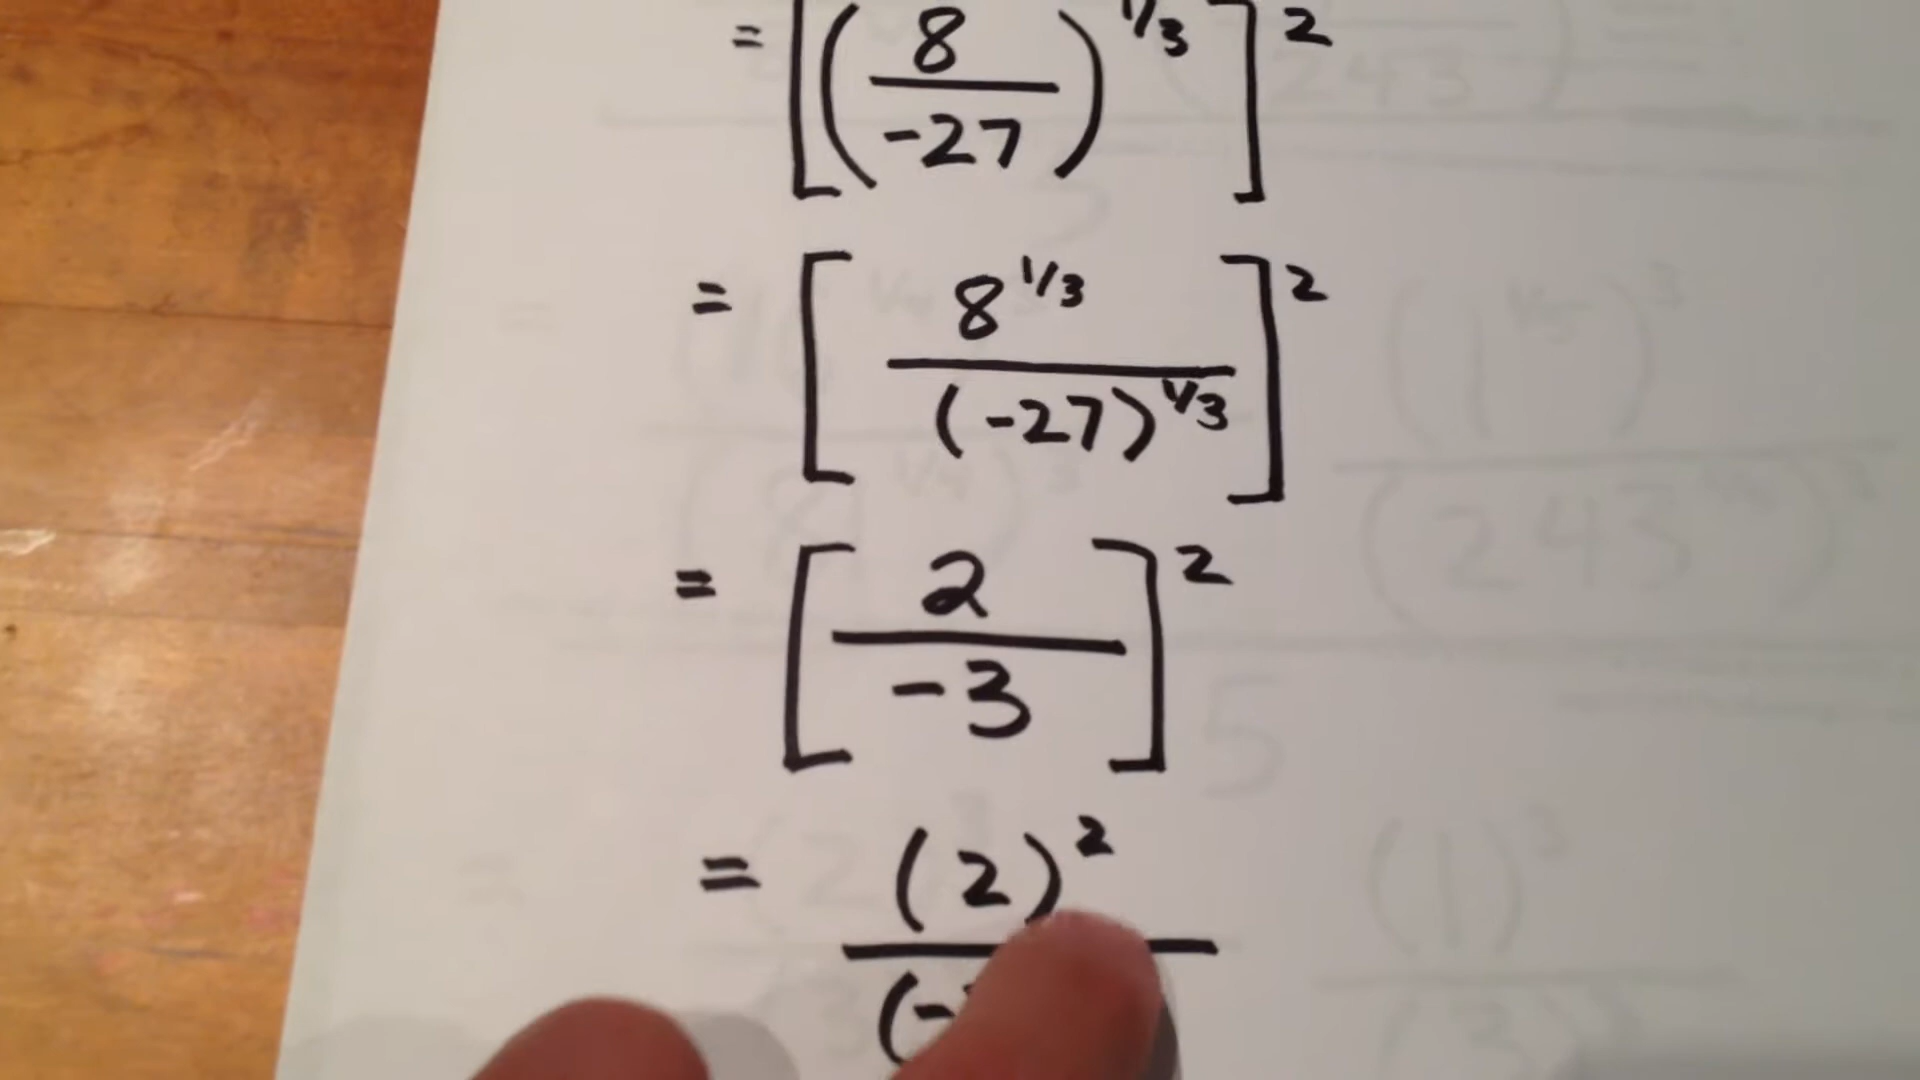 = [(8/-27)^1/3]^2
= [8^1/3 / (-27)^1/3]^2
= [2/-3]^2
= (2)^2 / (-